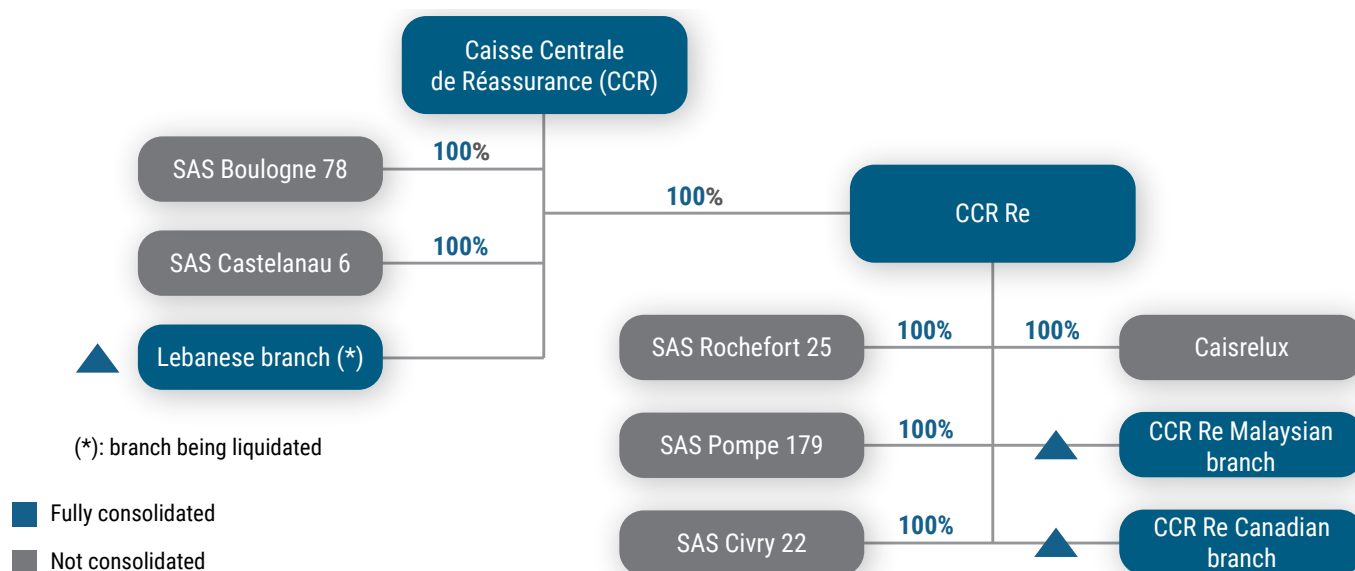 Caisse Centrale
de Réassurance (CCR)
SAS Boulogne 78
100%
100%
CCR Re
SAS Castelanau 6
100%
Lebanese branch (*)
SAS Rochefort 25
100%
100%
Caisrelux
(*): branch being liquidated
SAS Pompe 179
100%
CCR Re Malaysian
branch
Fully consolidated
SAS Civry 22
100%
CCR Re Canadian
branch
Not consolidated